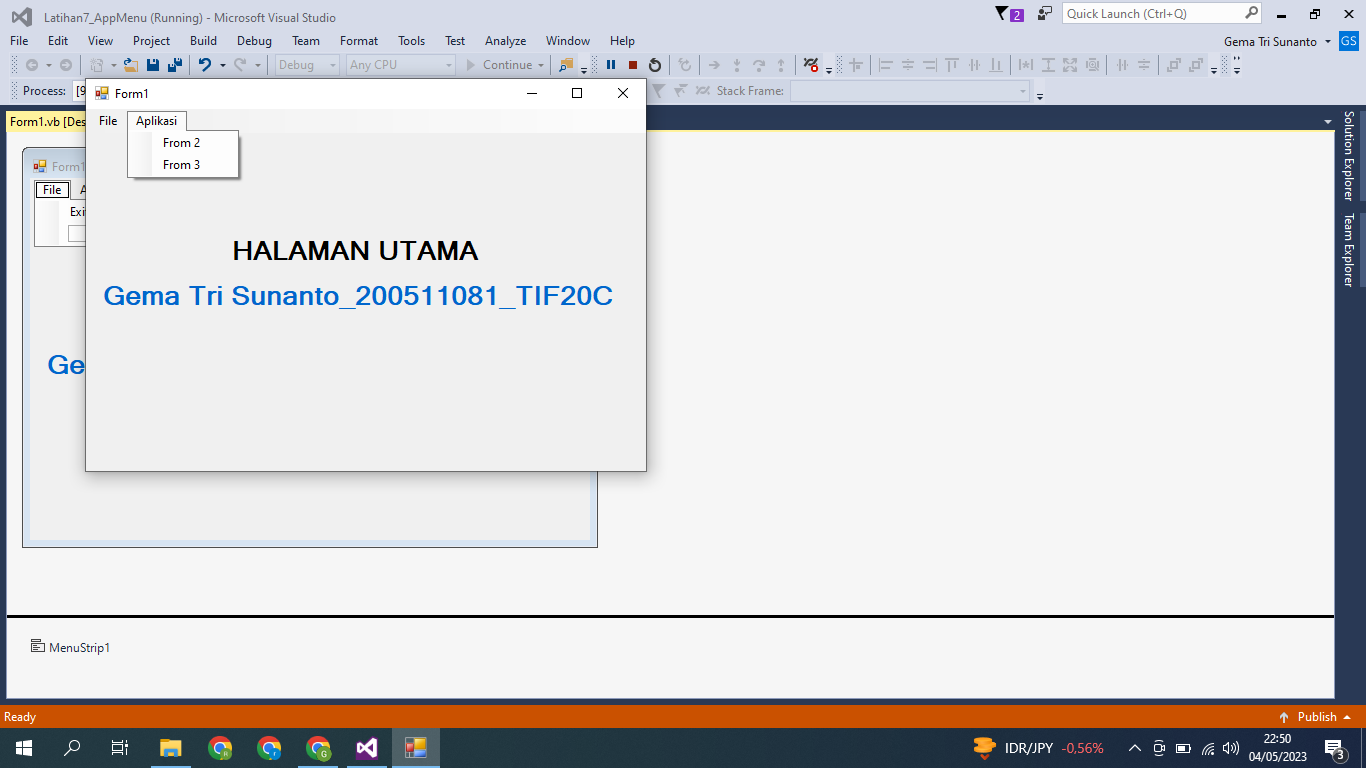 Latihan7_AppMenu (Running) - Microsoft Visual Studio
2
Quick Launch (Ctrl+Q)
File Edit View Project Build Debug Team Format Tools Test Analyze Window Help
Gema Tri Sunanto GS
Debug Any CPU Continue
Process: [9
Stack Frame:
Form1.vb [Des
Form1
File Aplikasi
From 2
From 3
HALAMAN UTAMA
Gema Tri Sunanto_200511081_TIF20C
Form1
File A
Exi
Ge
Solution Explorer
Team Explorer
MenuStrip1
Ready
Publish
IDR/JPY -0,56%
22:50
04/05/2023
3